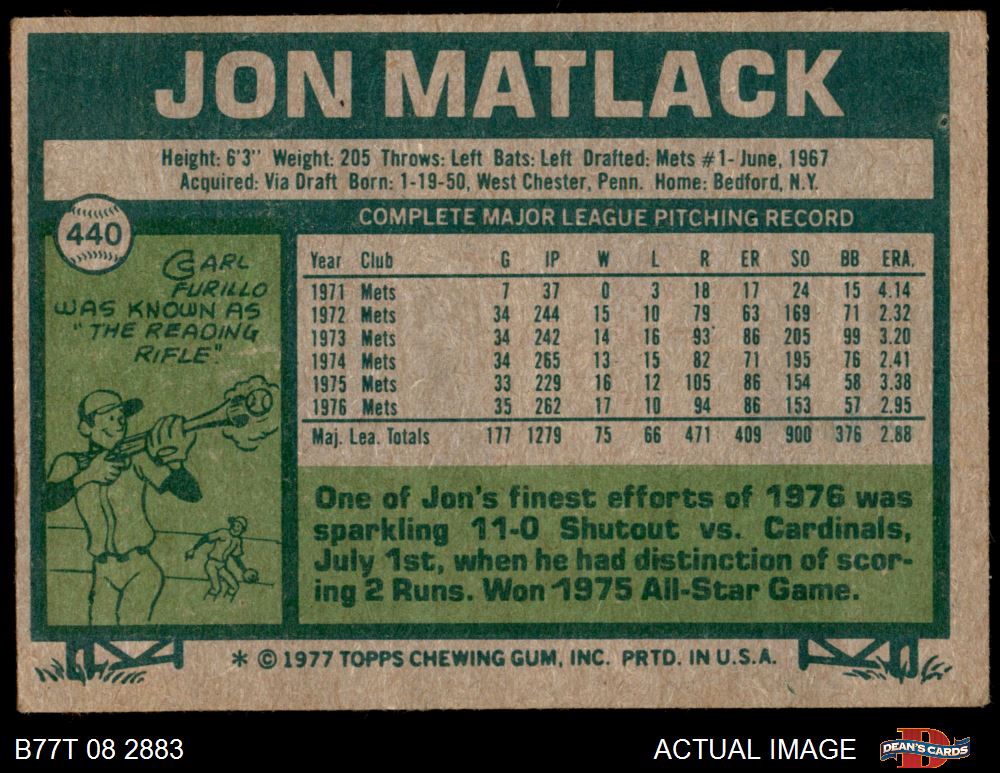 JON MATLACK
Height: 6'3" Weight: 205 Throws: Left Bats: Left Drafted: Mets #1-June, 1967
Acquired: Via Draft Born: 1-19-50, West Chester, Penn. Home: Bedford, N.Y.
COMPLETE MAJOR LEAGUE PITCHING RECORD
440
CARL
FURILLO
WAS KNOWN AS
"THE READING
RIFLE"
Year Club G IP W L R ER SO BB ERA.
1971 Mets 7 37 0 3 18 17 24 15 4.14
1972 Mets 34 244 15 10 79 63 169 71 2.32
1973 Mets 34 242 14 16 93 86 205 99 3.20
1974 Mets 34 265 13 15 82 71 195 76 2.41
1975 Mets 33 229 16 12 105 86 154 58 3.38
1976 Mets 35 262 17 10 94 86 153 57 2.95
Maj. Lea. Totals 177 1279 75 66 471 409 900 376 2.88
One of Jon's finest efforts of 1976 was
sparkling 11-0 Shutout vs. Cardinals,
July 1st, when he had distinction of scor-
ing 2 Runs. Won 1975 All-Star Game.
* © 1977 TOPPS CHEWING GUM, INC. PRTD. IN U.S.A.
B77T 08 2883 ACTUAL IMAGE
DEAN'S CARDS